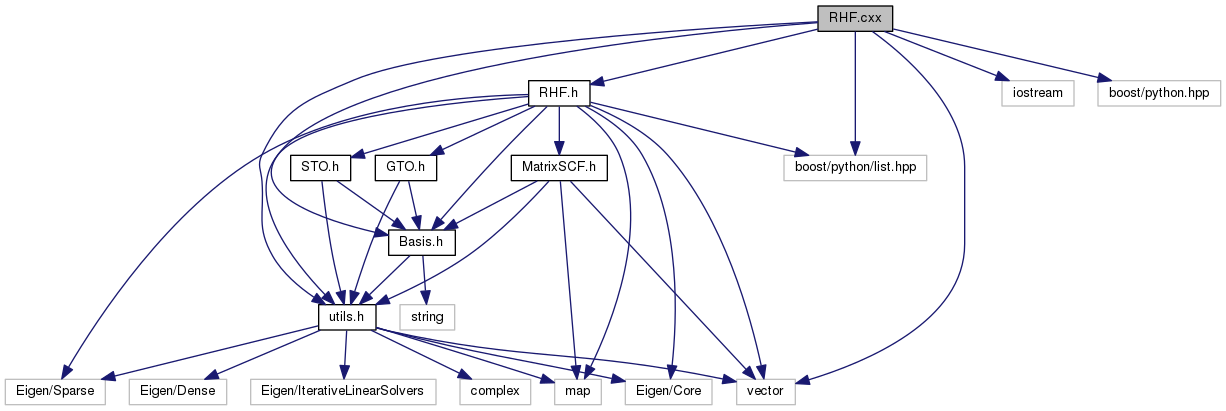 RHF.cxx
RHF.h
iostream
boost/python.hpp
STO.h
GTO.h
MatrixSCF.h
boost/python/list.hpp
Basis.h
utils.h
string
Eigen/Sparse
Eigen/Dense
Eigen/IterativeLinearSolvers
complex
map
Eigen/Core
vector